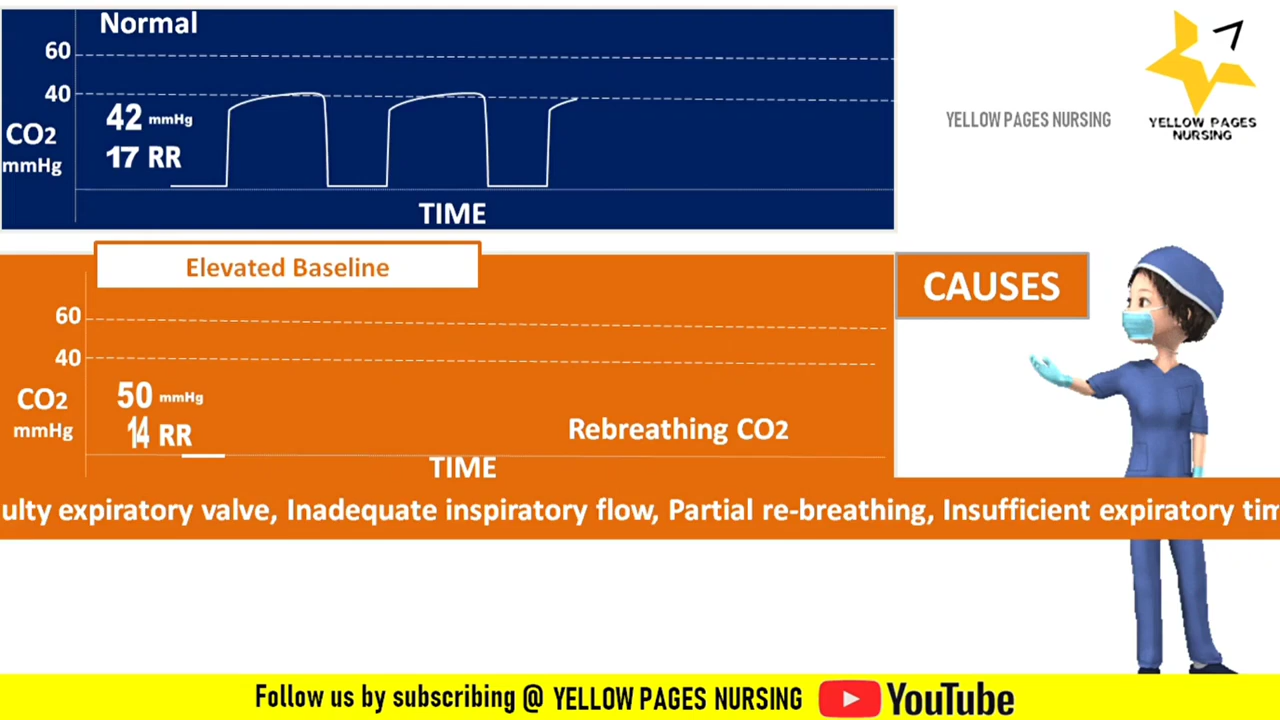 Normal
60
40
42 mmHg
17 RR
CO2
mmHg
TIME
YELLOW PAGES NURSING
YELLOW PAGES
NURSING
Elevated Baseline
CAUSES
60
40
50 mmHg
14 RR
CO2
mmHg
Rebreathing CO2
TIME
ulty expiratory valve, Inadequate inspiratory flow, Partial re-breathing, Insufficient expiratory tim
Follow us by subscribing @ YELLOW PAGES NURSING YouTube